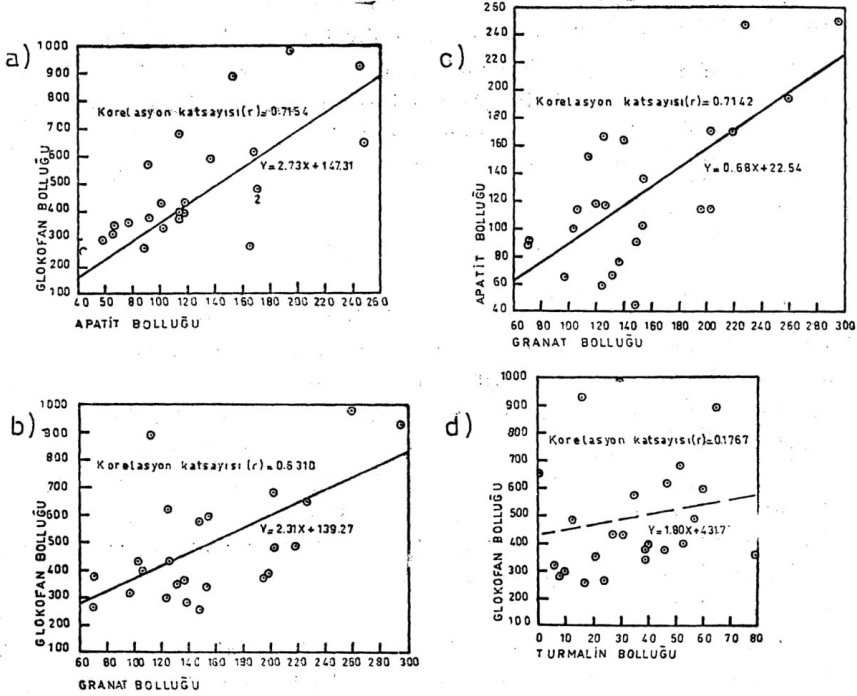 a)
1000
900
800
700
600
500
400
300
200
100
GLOKOFAN BOLLUĞU
Korelasyon katsayısı(r)=0.7154
Y=2.73X+147.31
2
40 60 80 100 120 140 160 180 200 220 240 260
APATİT BOLLUĞU
c)
260
240
220
200
180
160
140
120
100
80
60
40
APATİT BOLLUĞU
Korelasyon katsayısı(r)=0.7142
Y=0.68X+22.54
60 80 100 120 140 160 180 200 220 240 260 280 300
GRANAT BOLLUĞU
b)
1000
900
800
700
600
500
400
300
200
100
GLOKOFAN BOLLUĞU
Korelasyon katsayısı(r)=0.6310
Y=2.31X+139.27
60 80 100 120 140 160 180 200 220 240 260 280 300
GRANAT BOLLUĞU
d)
1000
900
800
700
600
500
400
300
200
100
GLOKOFAN BOLLUĞU
Korelasyon katsayısı(r)=0.1767
Y=1.80X+431.7
0 10 20 30 40 50 60 70 80
TURMALİN BOLLUĞU